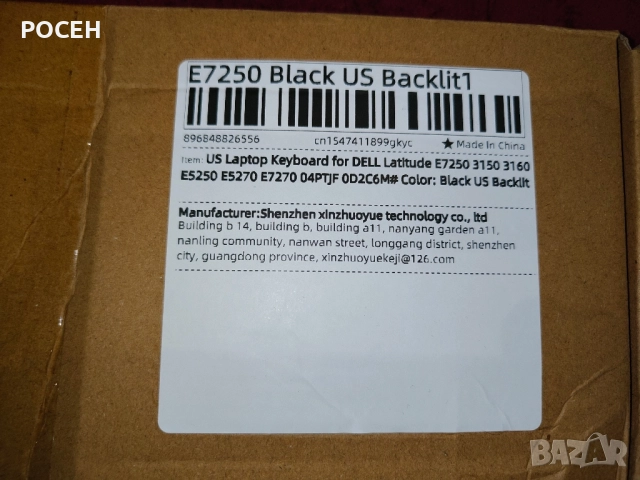 РОСЕН
E7250 Black US Backlit1
896848826556 cn1547411899gkyc ★ Made In China
Item: US Laptop Keyboard for DELL Latitude E7250 3150 3160
E5250 E5270 E7270 04PTJF 0D2C6M# Color: Black US Backlit
Manufacturer:Shenzhen xinzhuoyue technology co., ltd
Building b 14, building b, building a11, nanyang garden a11,
nanling community, nanwan street, longgang district, shenzhen
city, guangdong province, xinzhuoyuekeji@126.com
BAZAR